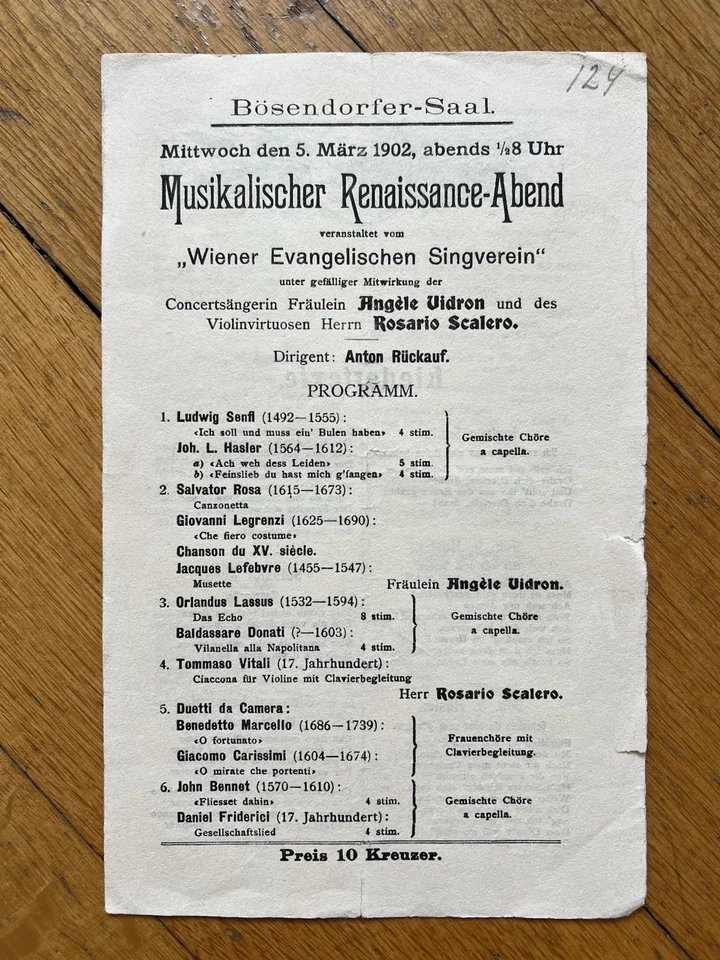 124
Bösendorfer-Saal.
Mittwoch den 5. März 1902, abends ½8 Uhr
Musikalischer Renaissance-Abend
veranstaltet vom
„Wiener Evangelischen Singverein“
unter gefälliger Mitwirkung der
Concertsängerin Fräulein Angèle Vidron und des
Violinvirtuosen Herrn Rosario Scalero.
Dirigent: Anton Rückauf.
PROGRAMM.
1. Ludwig Senfl (1492—1555):
«Ich soll und muss ein' Bulen haben» 4 stim.
Joh. L. Hasler (1564—1612):
a) «Ach weh dess Leiden» 5 stim.
b) «Feinslieb du hast mich g'fangen» 4 stim.
Gemischte Chöre
a capella.
2. Salvator Rosa (1615—1673):
Canzonetta
Giovanni Legrenzi (1625—1690):
«Che fiero costume»
Chanson du XV. siècle.
Jacques Lefebvre (1455—1547):
Musette Fräulein Angèle Vidron.
3. Orlandus Lassus (1532—1594):
Das Echo 8 stim.
Baldassare Donati (?—1603):
Vilanella alla Napolitana 4 stim.
Gemischte Chöre
a capella.
4. Tommaso Vitali (17. Jahrhundert):
Ciaccona für Violine mit Clavierbegleitung
Herr Rosario Scalero.
5. Duetti da Camera:
Benedetto Marcello (1686—1739):
«O fortunato»
Giacomo Carissimi (1604—1674):
«O mirate che portenti»
Frauenchöre mit
Clavierbegleitung.
6. John Bennet (1570—1610):
«Fliesset dahin» 4 stim.
Daniel Friderici (17. Jahrhundert):
Gesellschaftslied 4 stim.
Gemischte Chöre
a capella.
Preis 10 Kreuzer.